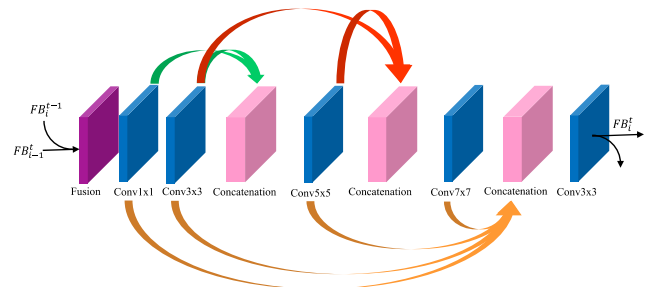 FB_i^{t-1}
FB_{i-1}^t
FB_i^t
Fusion Conv1x1 Conv3x3 Concatenation Conv5x5 Concatenation Conv7x7 Concatenation Conv3x3